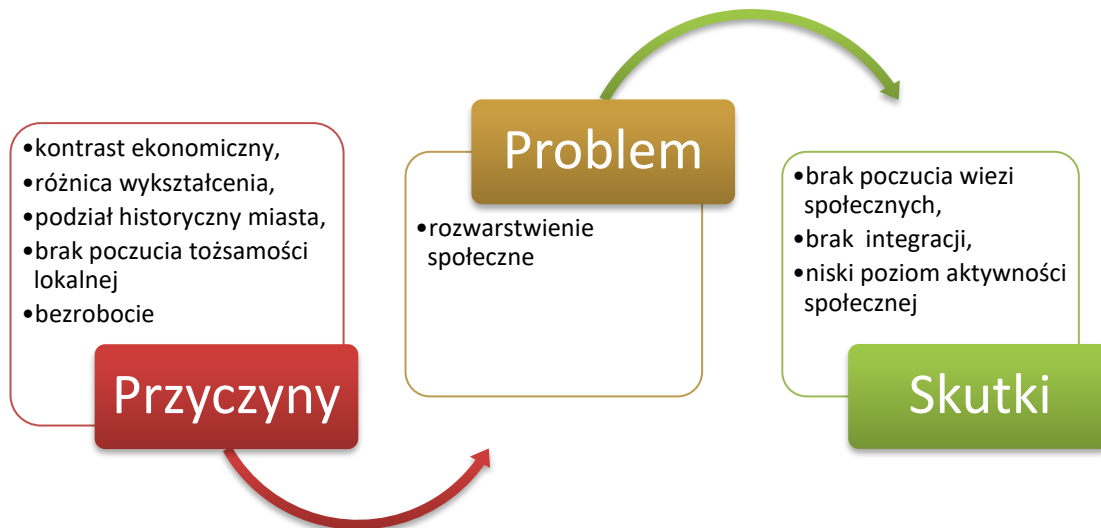 •kontrast ekonomiczny,
•różnica wykształcenia,
•podział historyczny miasta,
•brak poczucia tożsamości
lokalnej
•bezrobocie
Przyczyny
Problem
•rozwarstwienie
społeczne
•brak poczucia wiezi
społecznych,
•brak  integracji,
•niski poziom aktywności
społecznej
Skutki